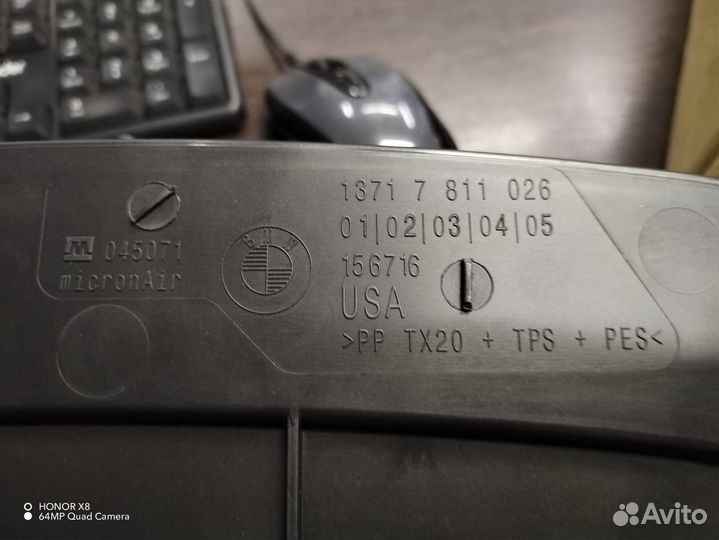 1371 7 811 026
01|02|03|04|05
156716
USA
>PP TX20 + TPS + PES<
045071
micronAir
BMW
HONOR X8
64MP Quad Camera
Avito